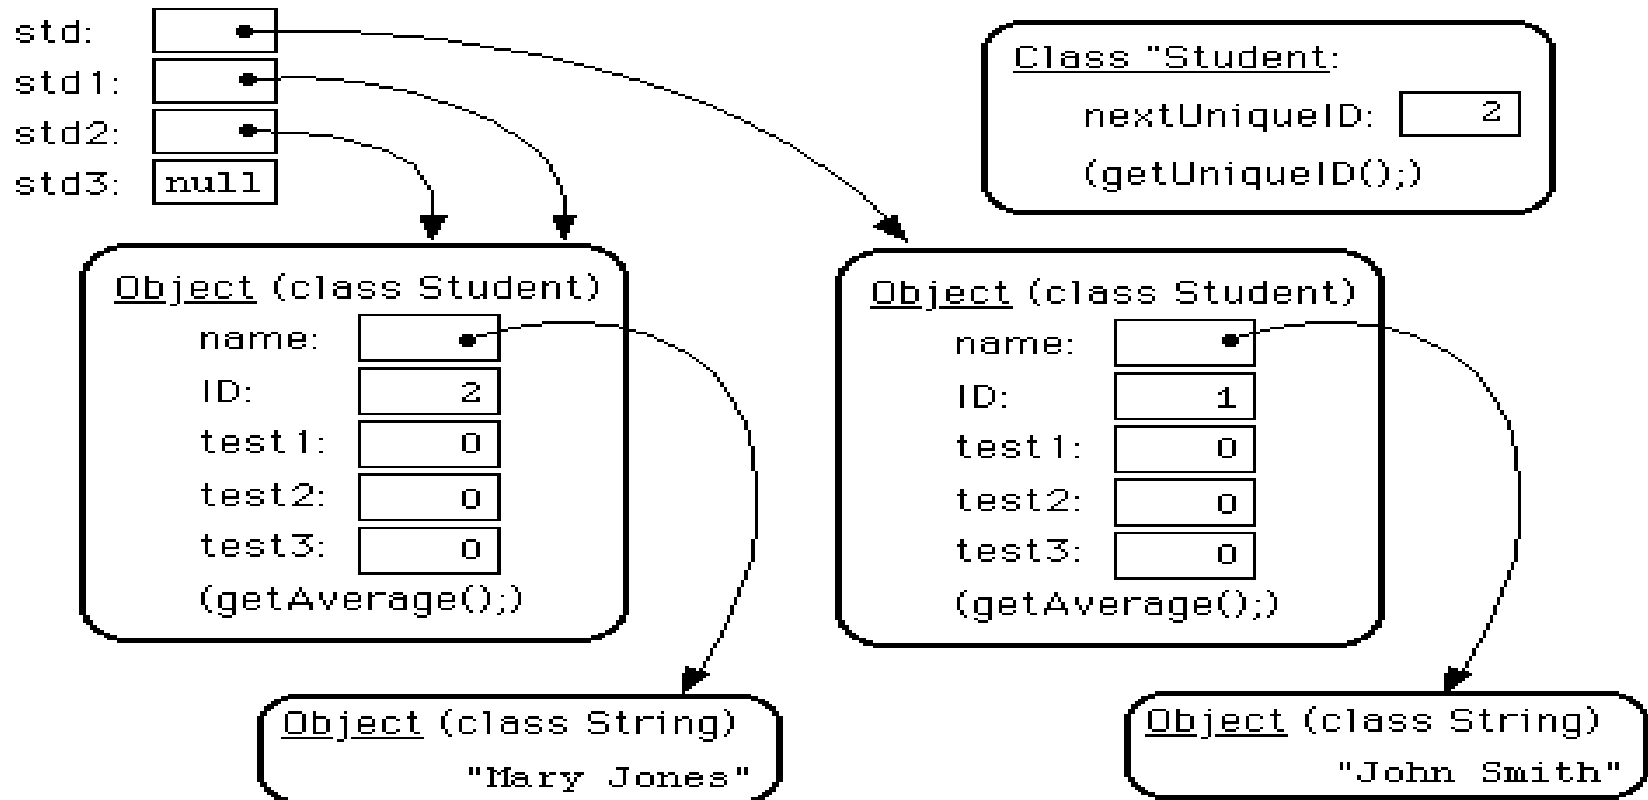 std:
std1:
std2:
std3: null
Class "Student:
nextUniqueID: 2
(getUniqueID();)
Object (class Student)
name:
ID: 2
test1: 0
test2: 0
test3: 0
(getAverage();)
Object (class Student)
name:
ID: 1
test1: 0
test2: 0
test3: 0
(getAverage();)
Object (class String)
"Mary Jones"
Object (class String)
"John Smith"